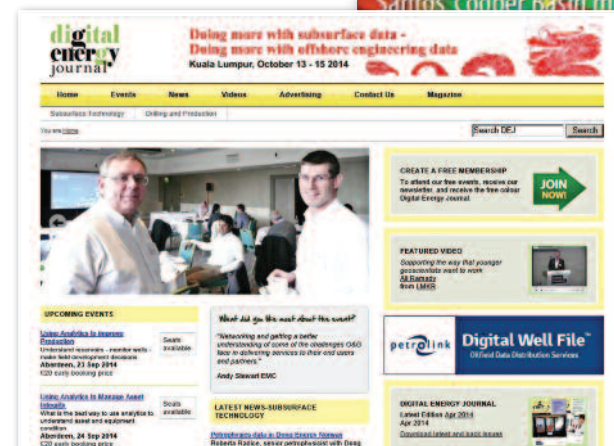 Santos Cooper Basin
digital
energy
journal
Doing more with subsurface data -
Doing more with offshore engineering data
Kuala Lumpur, October 13 - 15 2014
Home Events News Videos Advertising Contact Us Magazine
Subsurface Technology Drilling and Production
You are Home
Search DEJ Search
CREATE A FREE MEMBERSHIP
To attend our free events, receive our
newsletter, and receive the free colour
Digital Energy Journal
JOIN
NOW!
FEATURED VIDEO
Supporting the way that younger
geoscientists want to work
Ali Ramady
from LMKR
petrolink Digital Well File™
Oilfield Data Distribution Services
UPCOMING EVENTS
Using Analytics to Improve
Production
Understand reservoirs - monitor wells -
make field development decisions
Aberdeen, 23 Sep 2014
£20 early booking price
Seats
available
Using Analytics to Manage Asset
Integrity
What is the best way to use analytics to
understand asset and equipment
condition
Aberdeen, 24 Sep 2014
£20 early booking price
Seats
available
What did you like most about this event?
"Networking and getting a better
understanding of some of the challenges O&G
face in delivering services to their end users
and partners."
Andy Stewart EMC
LATEST NEWS-SUBSURFACE
TECHNOLOGY
Petrophysics data in Dong Energy Norway
Roberta Radice, senior petrophysicist with Dong
DIGITAL ENERGY JOURNAL
Latest Edition Apr 2014
Apr 2014
Download latest and back issues